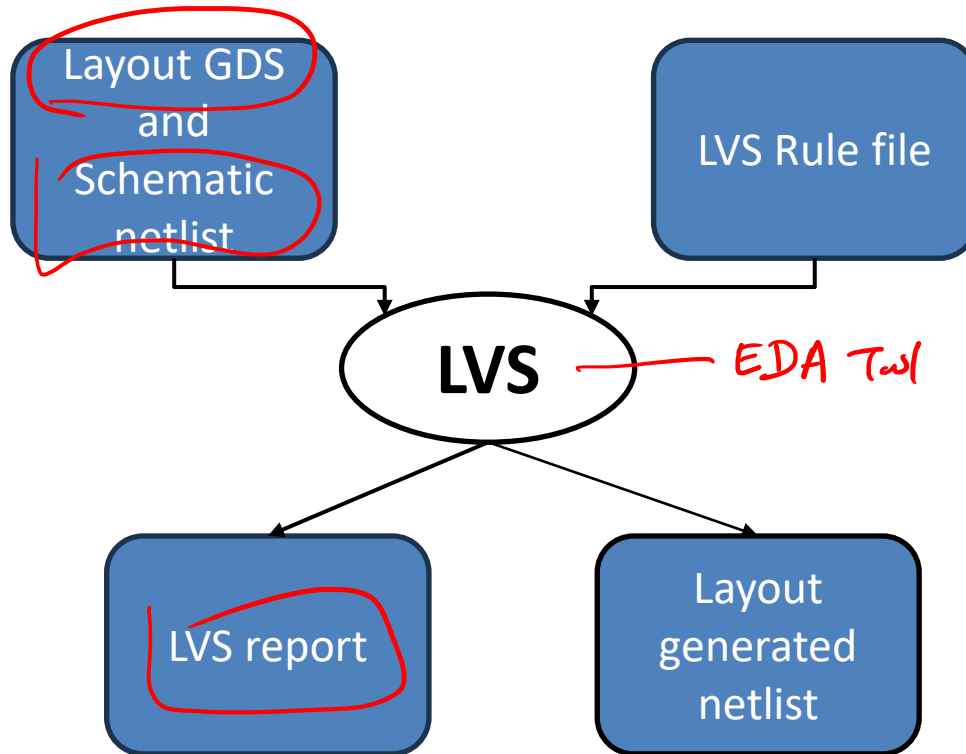 Layout GDS
and
Schematic
netlist
LVS Rule file
LVS
EDA Tool
LVS report
Layout
generated
netlist